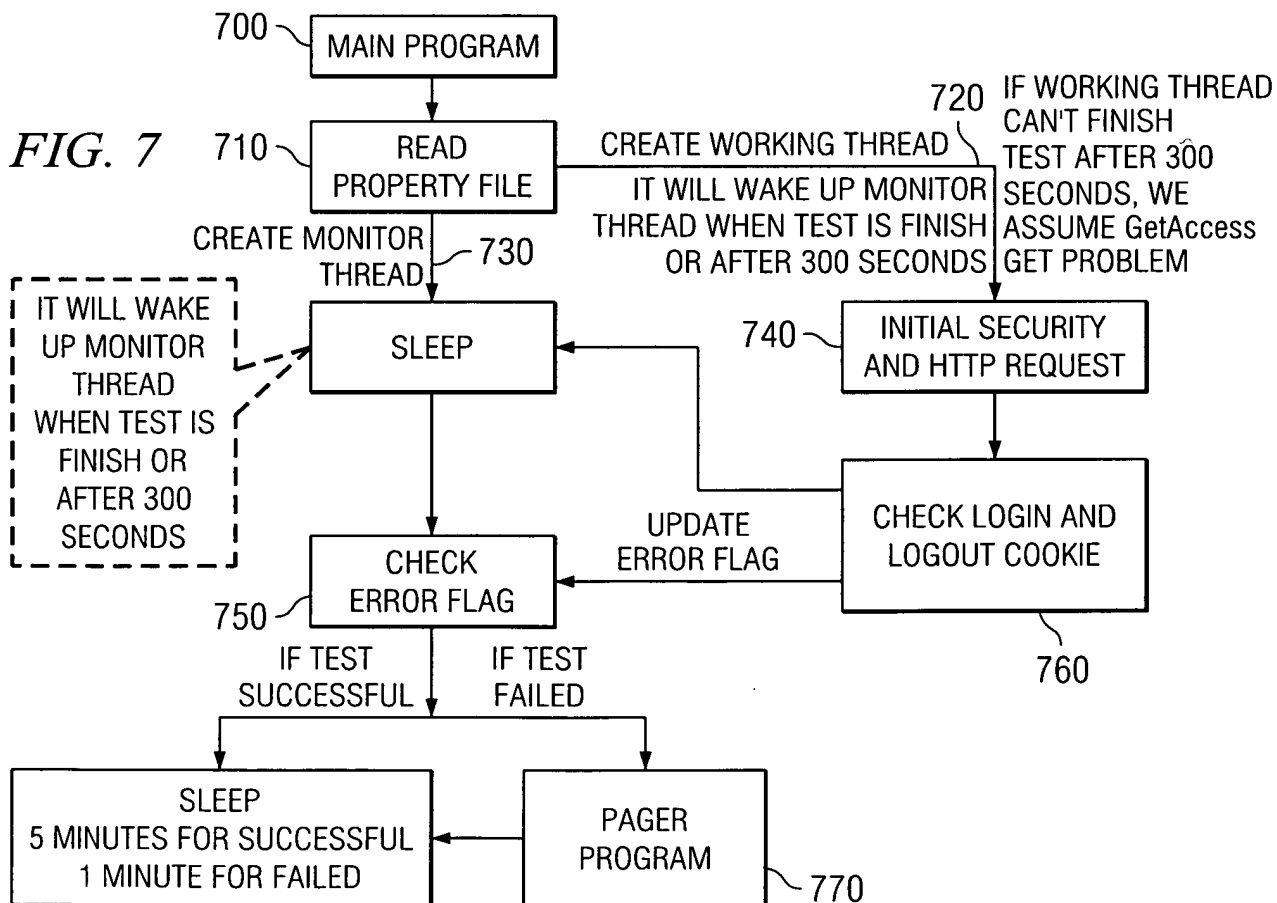 700
MAIN PROGRAM
FIG. 7
710
READ
PROPERTY FILE
CREATE WORKING THREAD
720
IF WORKING THREAD
CAN'T FINISH
TEST AFTER 300
SECONDS, WE
ASSUME GetAccess
GET PROBLEM
IT WILL WAKE UP MONITOR
THREAD WHEN TEST IS FINISH
OR AFTER 300 SECONDS
CREATE MONITOR
THREAD
730
IT WILL WAKE
UP MONITOR
THREAD
WHEN TEST IS
FINISH OR
AFTER 300
SECONDS
SLEEP
740
INITIAL SECURITY
AND HTTP REQUEST
CHECK LOGIN AND
LOGOUT COOKIE
760
UPDATE
ERROR FLAG
CHECK
ERROR FLAG
750
IF TEST
SUCCESSFUL
IF TEST
FAILED
SLEEP
5 MINUTES FOR SUCCESSFUL
1 MINUTE FOR FAILED
PAGER
PROGRAM
770